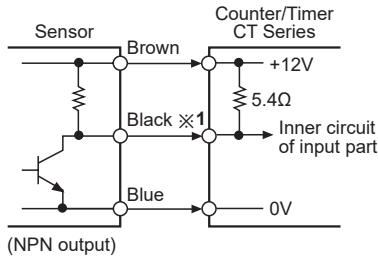 Counter/Timer
Sensor
CT Series
Brown
+12V
5.4Ω
Black ※1
Inner circuit
of input part
Blue
0V
(NPN output)